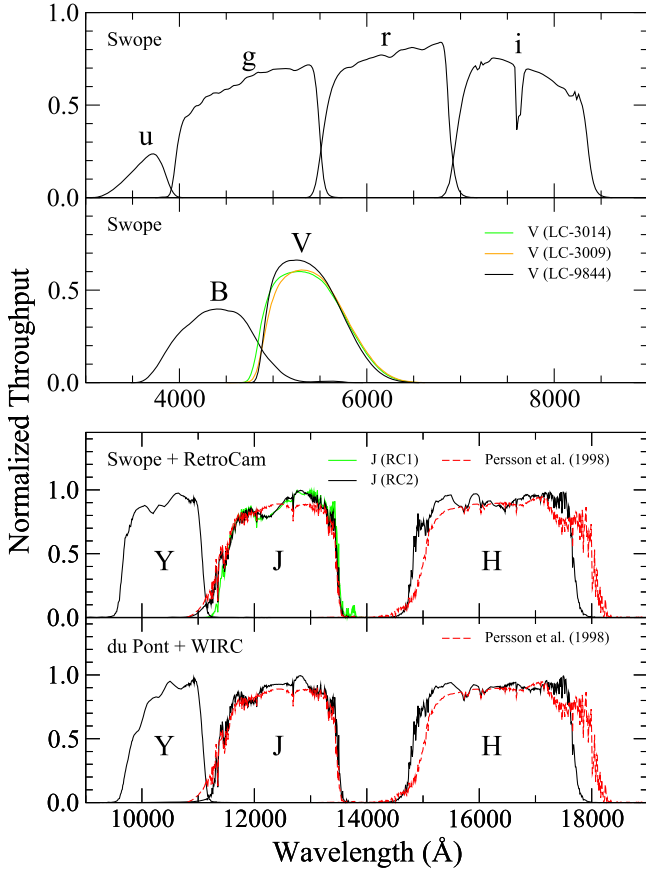 Swope
u
g
r
i
1.0
0.5
0.0
Swope
B
V
V (LC-3014)
V (LC-3009)
V (LC-9844)
0.5
0.0
4000
6000
8000
Normalized Throughput
Swope + RetroCam
J (RC1)
J (RC2)
Persson et al. (1998)
1.0
0.5
0.0
Y
J
H
du Pont + WIRC
Persson et al. (1998)
1.0
0.5
0.0
Y
J
H
10000
12000
14000
16000
18000
Wavelength (Å)